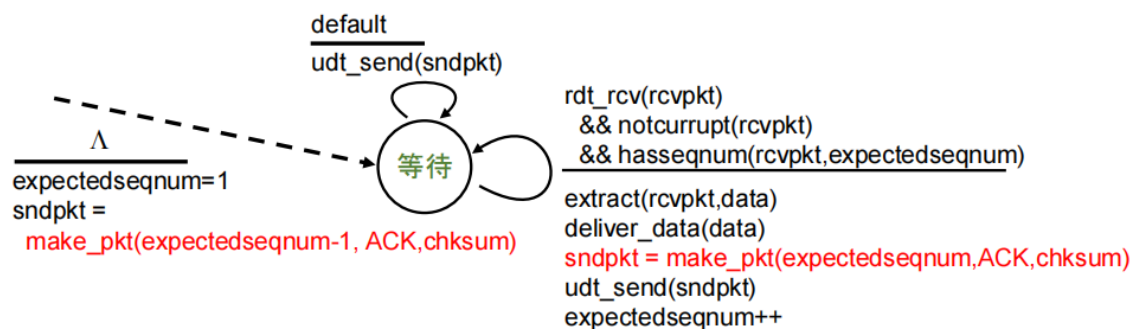 default
udt_send(sndpkt)
Λ
expectedseqnum=1
sndpkt =
make_pkt(expectedseqnum-1, ACK,chksum)
等待
rdt_rcv(rcvpkt)
&& notcurrupt(rcvpkt)
&& hasseqnum(rcvpkt,expectedseqnum)
extract(rcvpkt,data)
deliver_data(data)
sndpkt = make_pkt(expectedseqnum,ACK,chksum)
udt_send(sndpkt)
expectedseqnum++